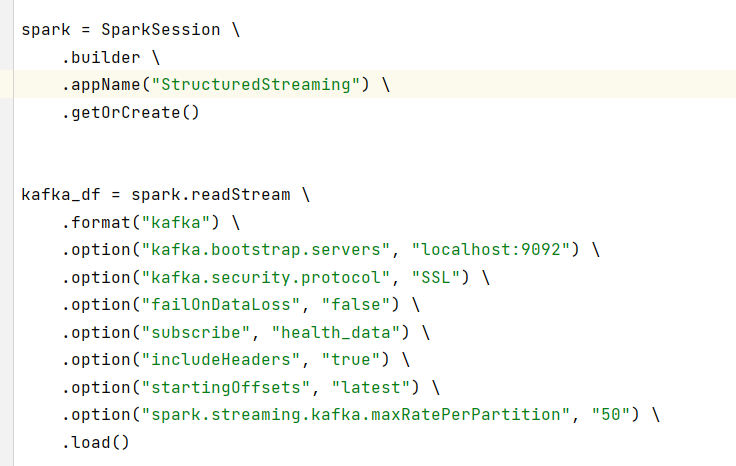 spark = SparkSession \
    .builder \
    .appName("StructuredStreaming") \
    .getOrCreate()
kafka_df = spark.readStream \
    .format("kafka") \
    .option("kafka.bootstrap.servers", "localhost:9092") \
    .option("kafka.security.protocol", "SSL") \
    .option("failOnDataLoss", "false") \
    .option("subscribe", "health_data") \
    .option("includeHeaders", "true") \
    .option("startingOffsets", "latest") \
    .option("spark.streaming.kafka.maxRatePerPartition", "50") \
    .load()